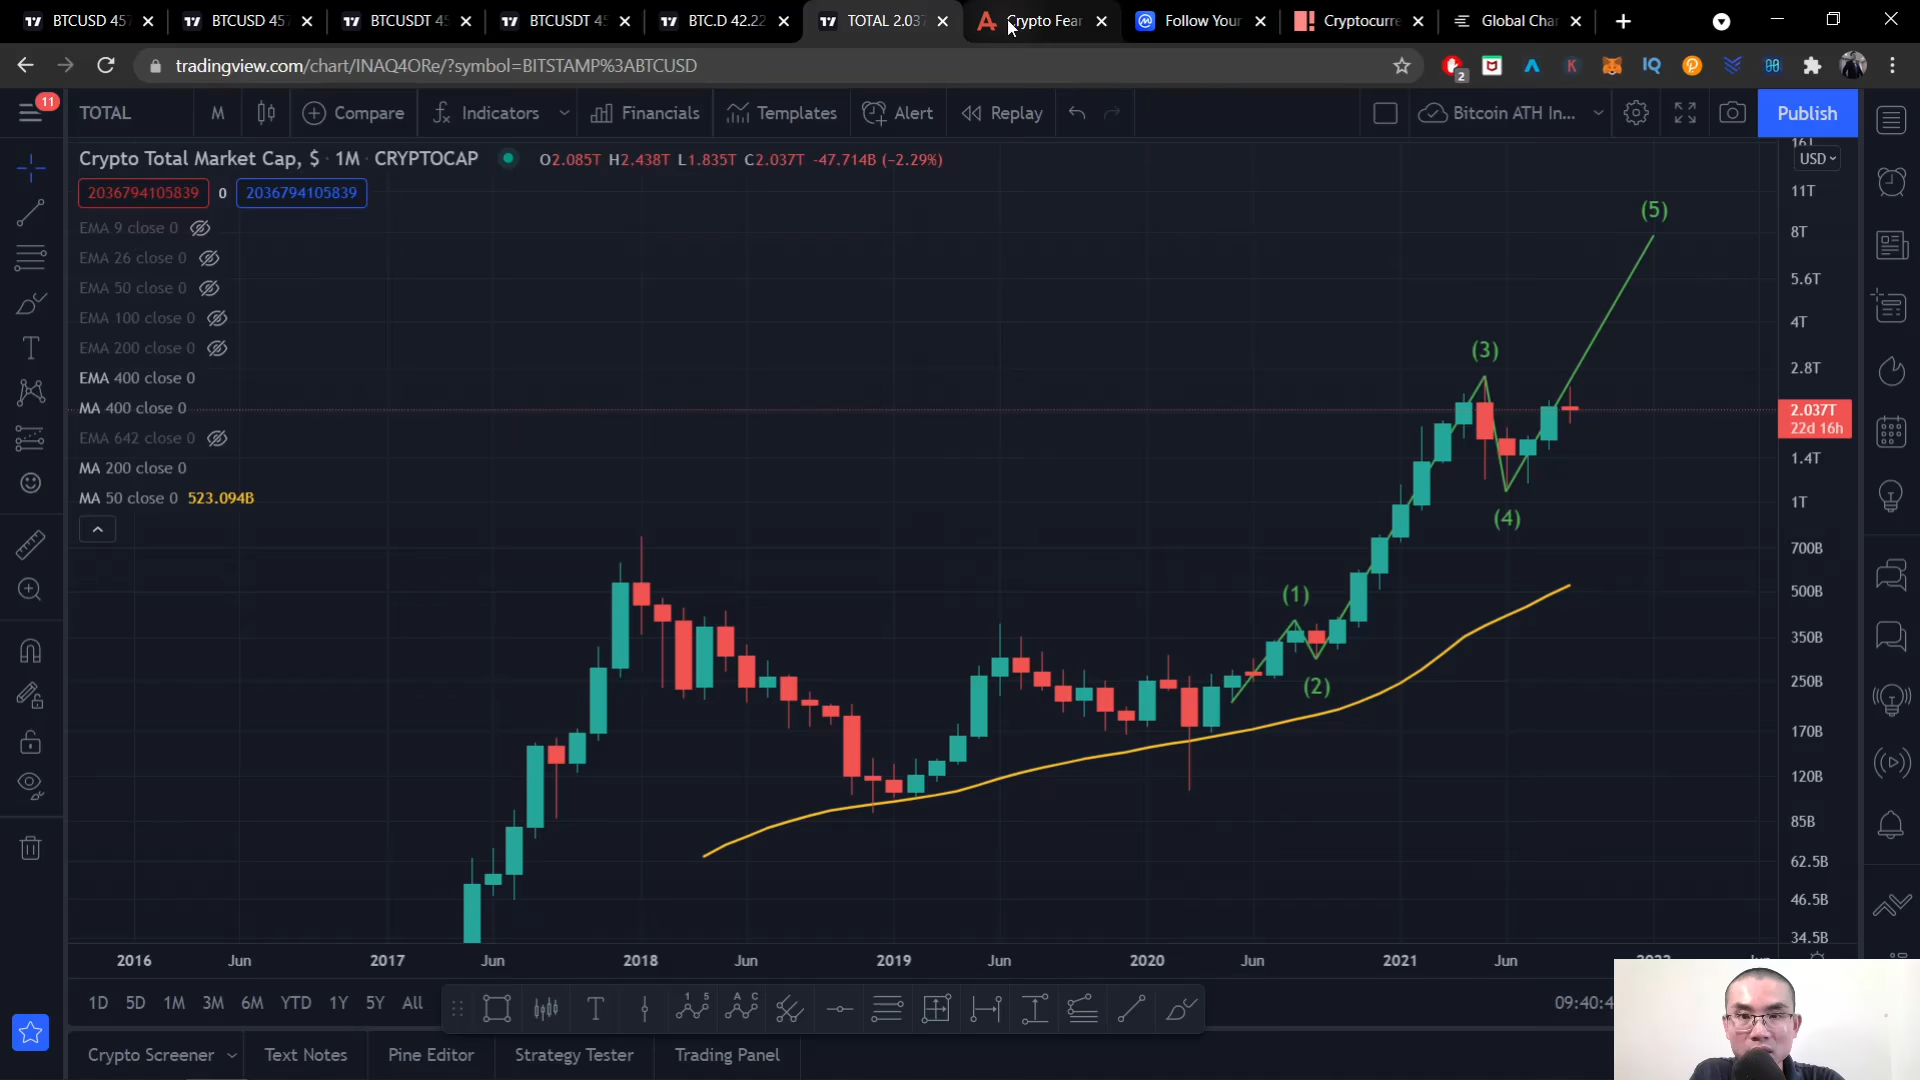 BTCUSD 457
BTCUSD 457
BTCUSDT 45
BTCUSDT 45
BTC.D 42.22
TOTAL 2.037
Crypto Fear
Follow Your
Cryptocurre
Global Char
tradingview.com/chart/INAQ4ORe/?symbol=BITSTAMP%3ABTCUSD
2
11
TOTAL
M
Compare
Indicators
Financials
Templates
Alert
Replay
Bitcoin ATH In...
Publish
Crypto Total Market Cap, $ · 1M · CRYPTOCAP
O2.085T H2.438T L1.835T C2.037T -47.714B (−2.29%)
2036794105839 0 2036794105839
EMA 9 close 0
EMA 26 close 0
EMA 50 close 0
EMA 100 close 0
EMA 200 close 0
EMA 400 close 0
MA 400 close 0
EMA 642 close 0
MA 200 close 0
MA 50 close 0 523.094B
(1)
(2)
(3)
(4)
(5)
16T
USD
11T
8T
5.6T
4T
2.8T
2.037T
22d 16h
1.4T
1T
700B
500B
350B
250B
170B
120B
85B
62.5B
46.5B
34.5B
2016 Jun 2017 Jun 2018 Jun 2019 Jun 2020 Jun 2021 Jun
1D 5D 1M 3M 6M YTD 1Y 5Y All
09:40:4
Crypto Screener
Text Notes
Pine Editor
Strategy Tester
Trading Panel